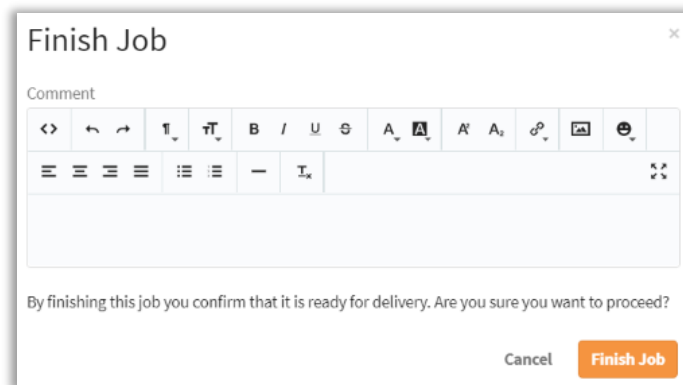 Finish Job
Comment
By finishing this job you confirm that it is ready for delivery. Are you sure you want to proceed?
Cancel
Finish Job